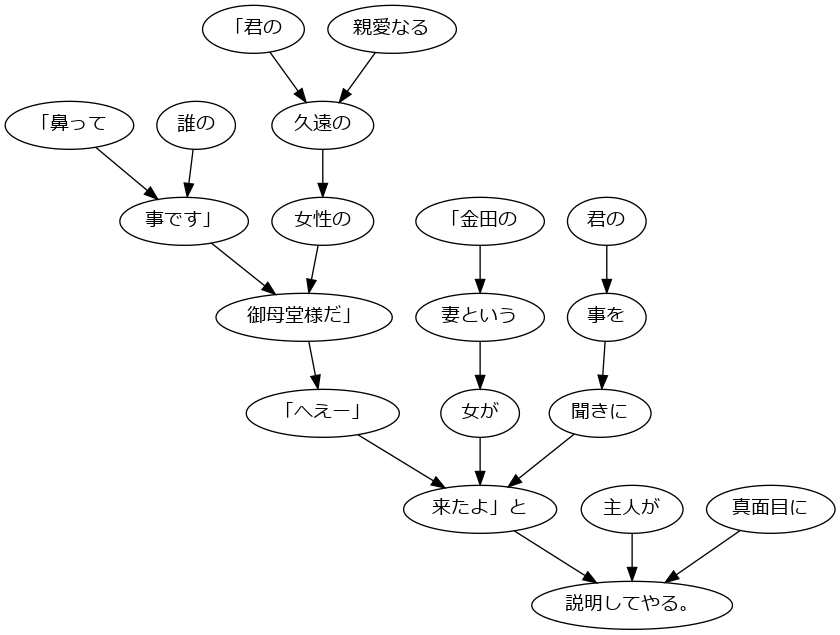 「君の
親愛なる
「鼻って
誰の
久遠の
事です」
女性の
「金田の
君の
御母堂様だ」
妻という
事を
「へえー」
女が
聞きに
来たよ」と
主人が
真面目に
説明してやる。